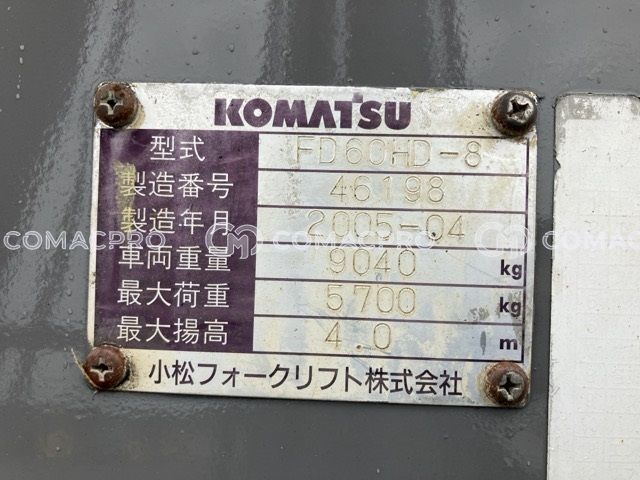 KOMATSU
型式 FD60HD-8
製造番号 46198
製造年月 2005-04
COMACPRO CM COMACPRO CM COMAC
車両重量 9040 kg
最大荷重 5700 kg
最大揚高 4.0 m
小松フォークリフト株式会社